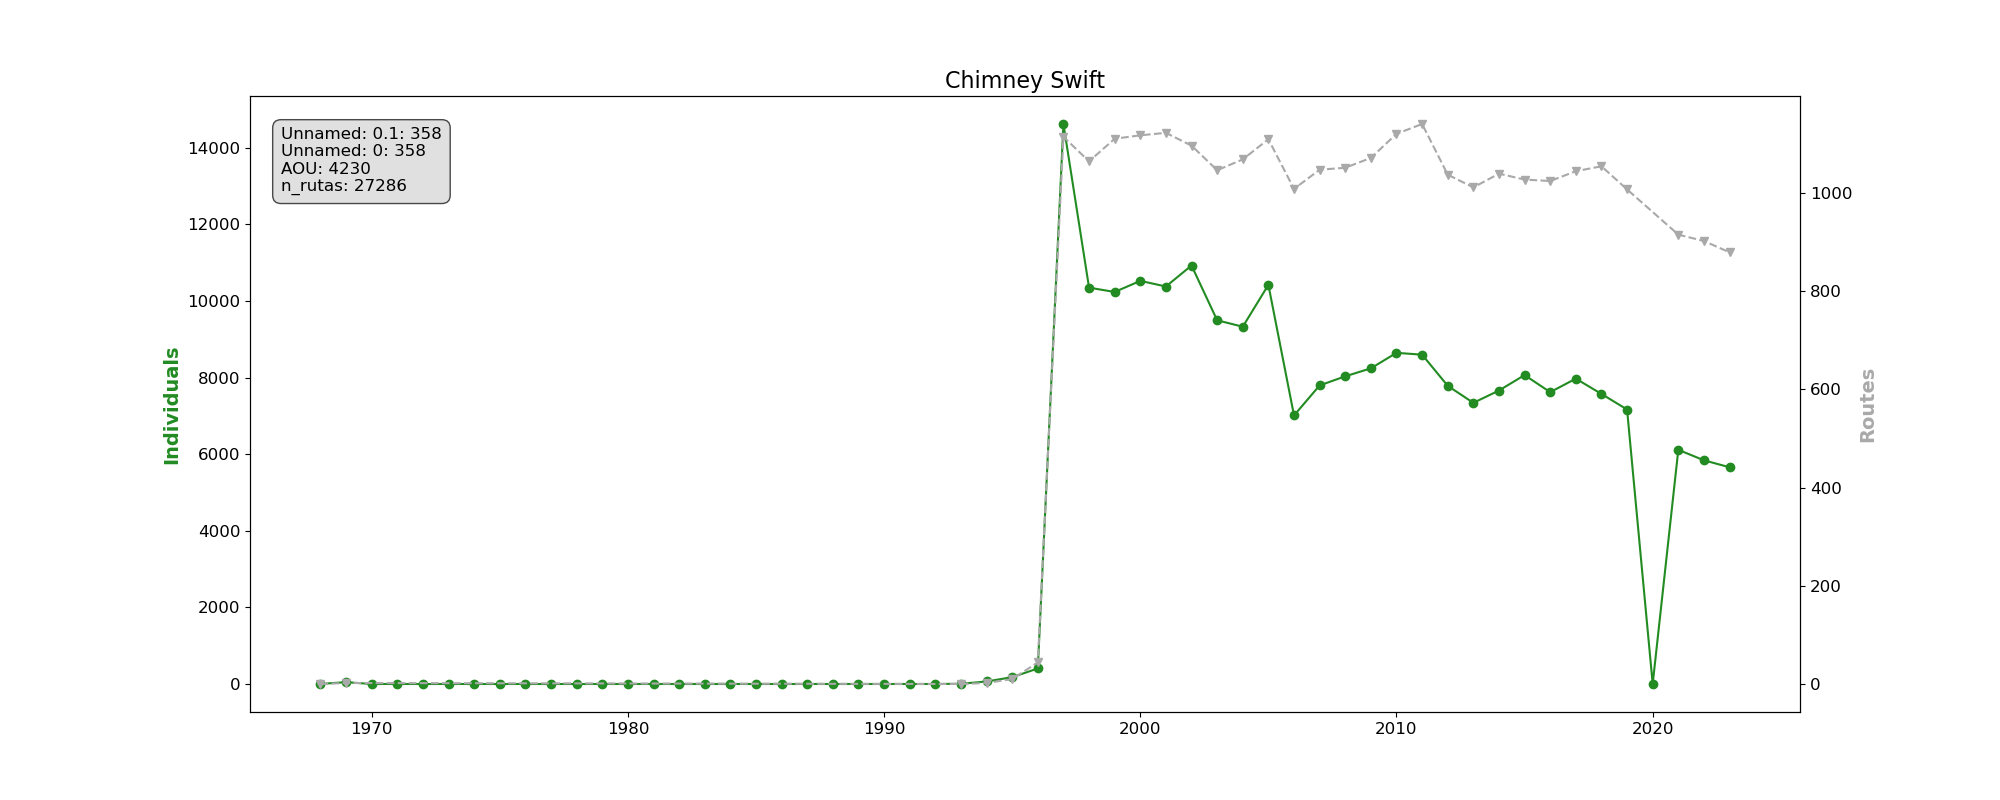 Chimney Swift
Unnamed: 0.1: 358
Unnamed: 0: 358
AOU: 4230
n_rutas: 27286
Individuals
14000
12000
10000
8000
6000
4000
2000
0
Routes
1000
800
600
400
200
0
1970 1980 1990 2000 2010 2020